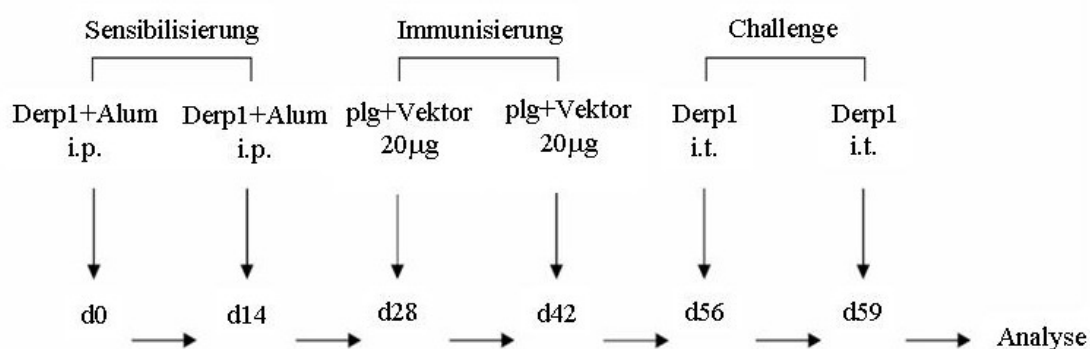 Sensibilisierung Immunisierung Challenge
Derp1+Alum Derp1+Alum plg+Vektor plg+Vektor Derp1 Derp1
i.p. i.p. 20µg 20µg i.t. i.t.
d0 d14 d28 d42 d56 d59
Analyse